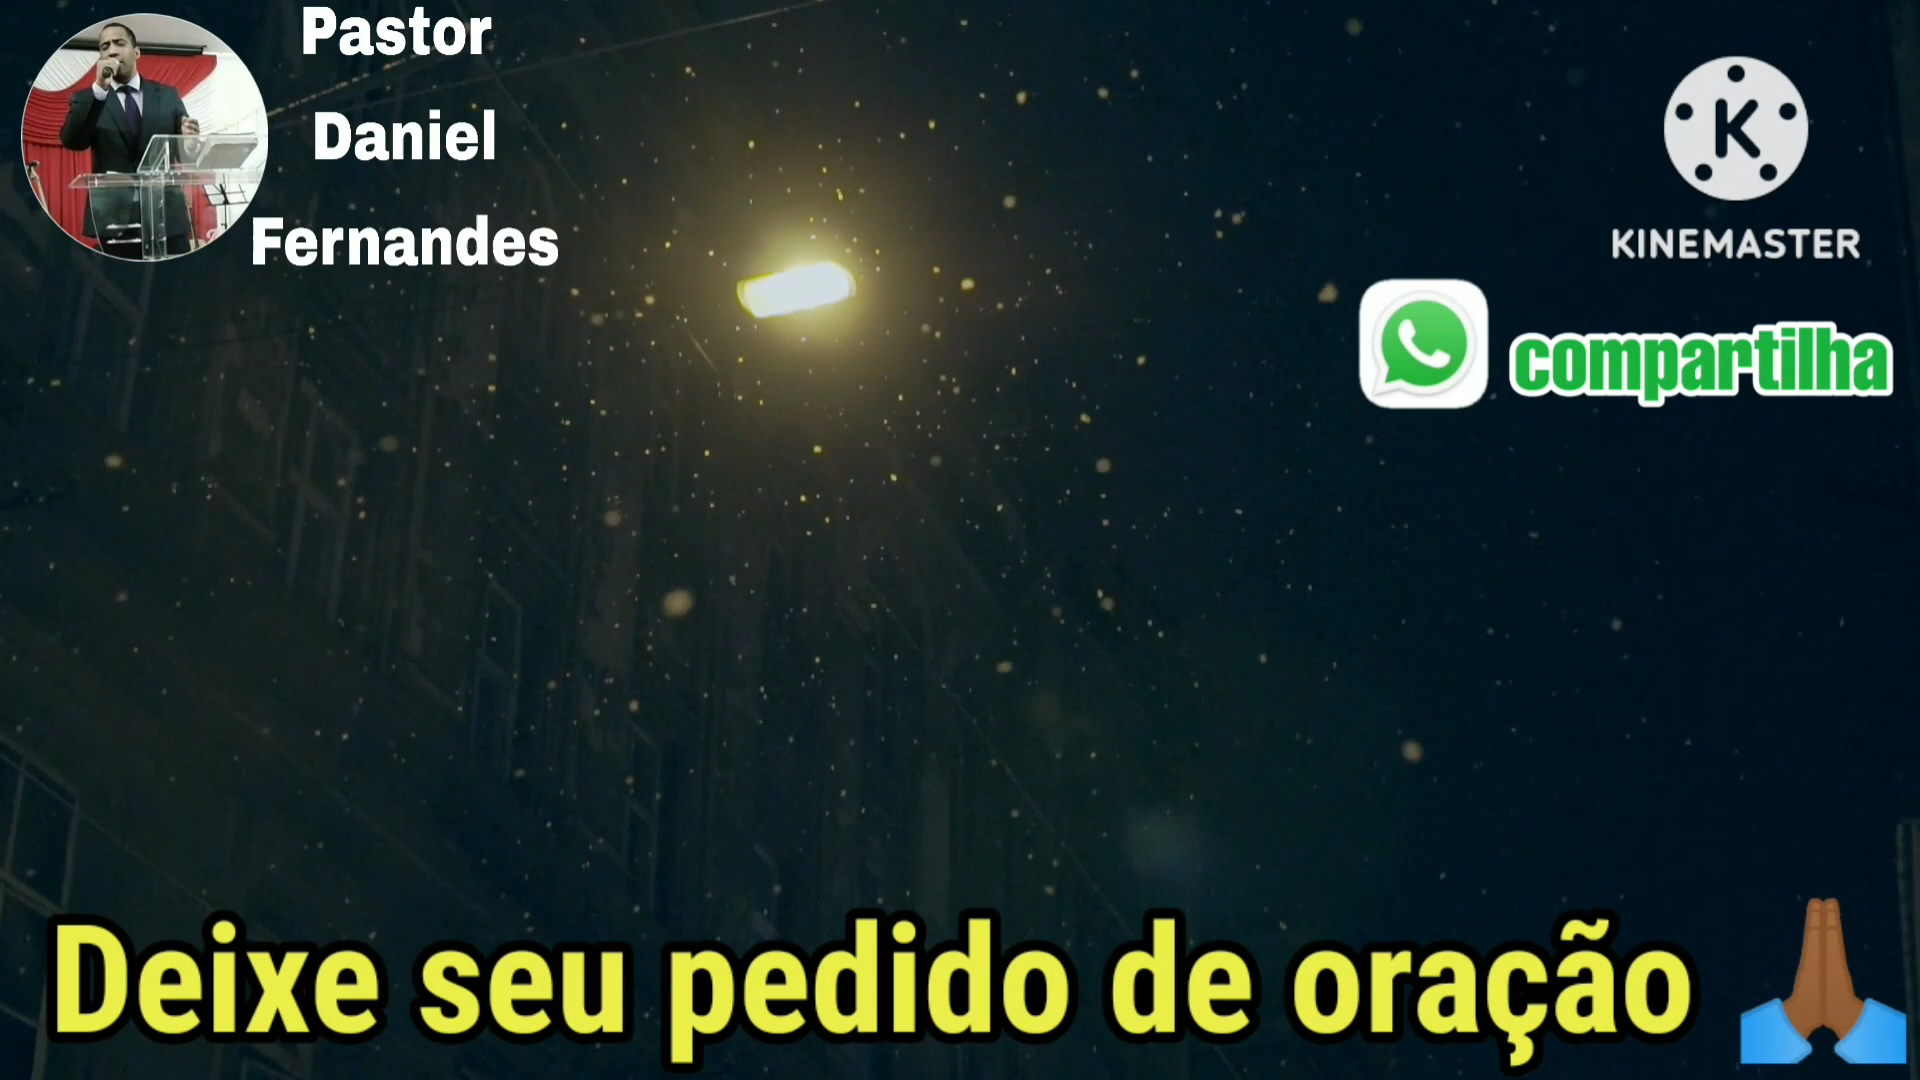 Pastor
Daniel
Fernandes
K
KINEMASTER
compartilha
Deixe seu pedido de oração